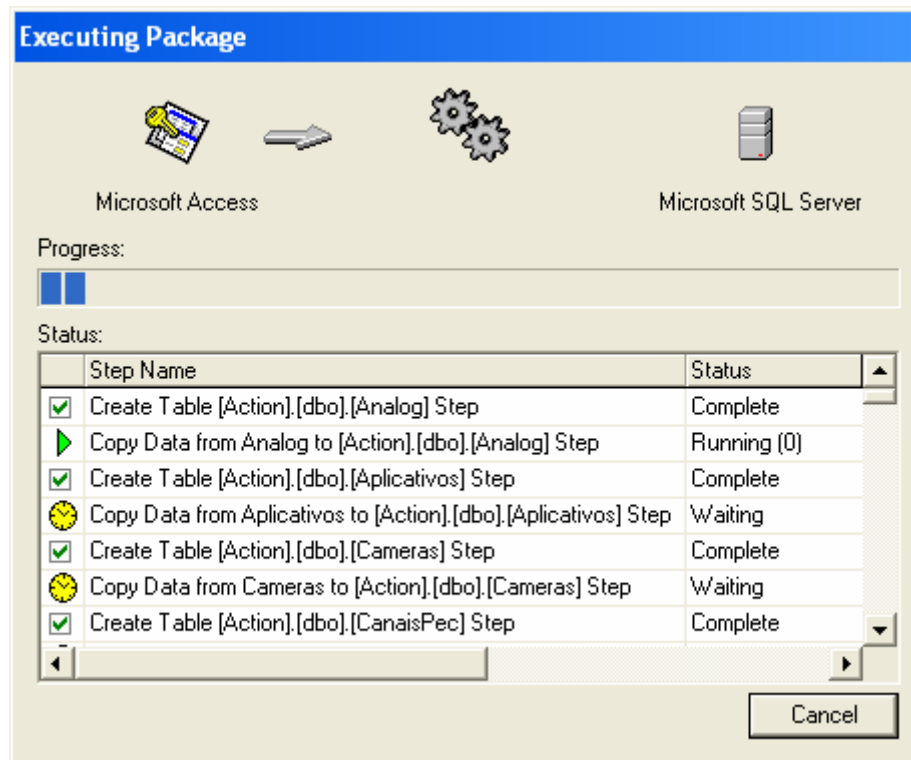 Executing Package
Microsoft Access Microsoft SQL Server
Progress:
Status:
Step Name Status
Create Table [Action].[dbo].[Analog] Step Complete
Copy Data from Analog to [Action].[dbo].[Analog] Step Running (0)
Create Table [Action].[dbo].[Aplicativos] Step Complete
Copy Data from Aplicativos to [Action].[dbo].[Aplicativos] Step Waiting
Create Table [Action].[dbo].[Cameras] Step Complete
Copy Data from Cameras to [Action].[dbo].[Cameras] Step Waiting
Create Table [Action].[dbo].[CanaisPec] Step Complete
Cancel